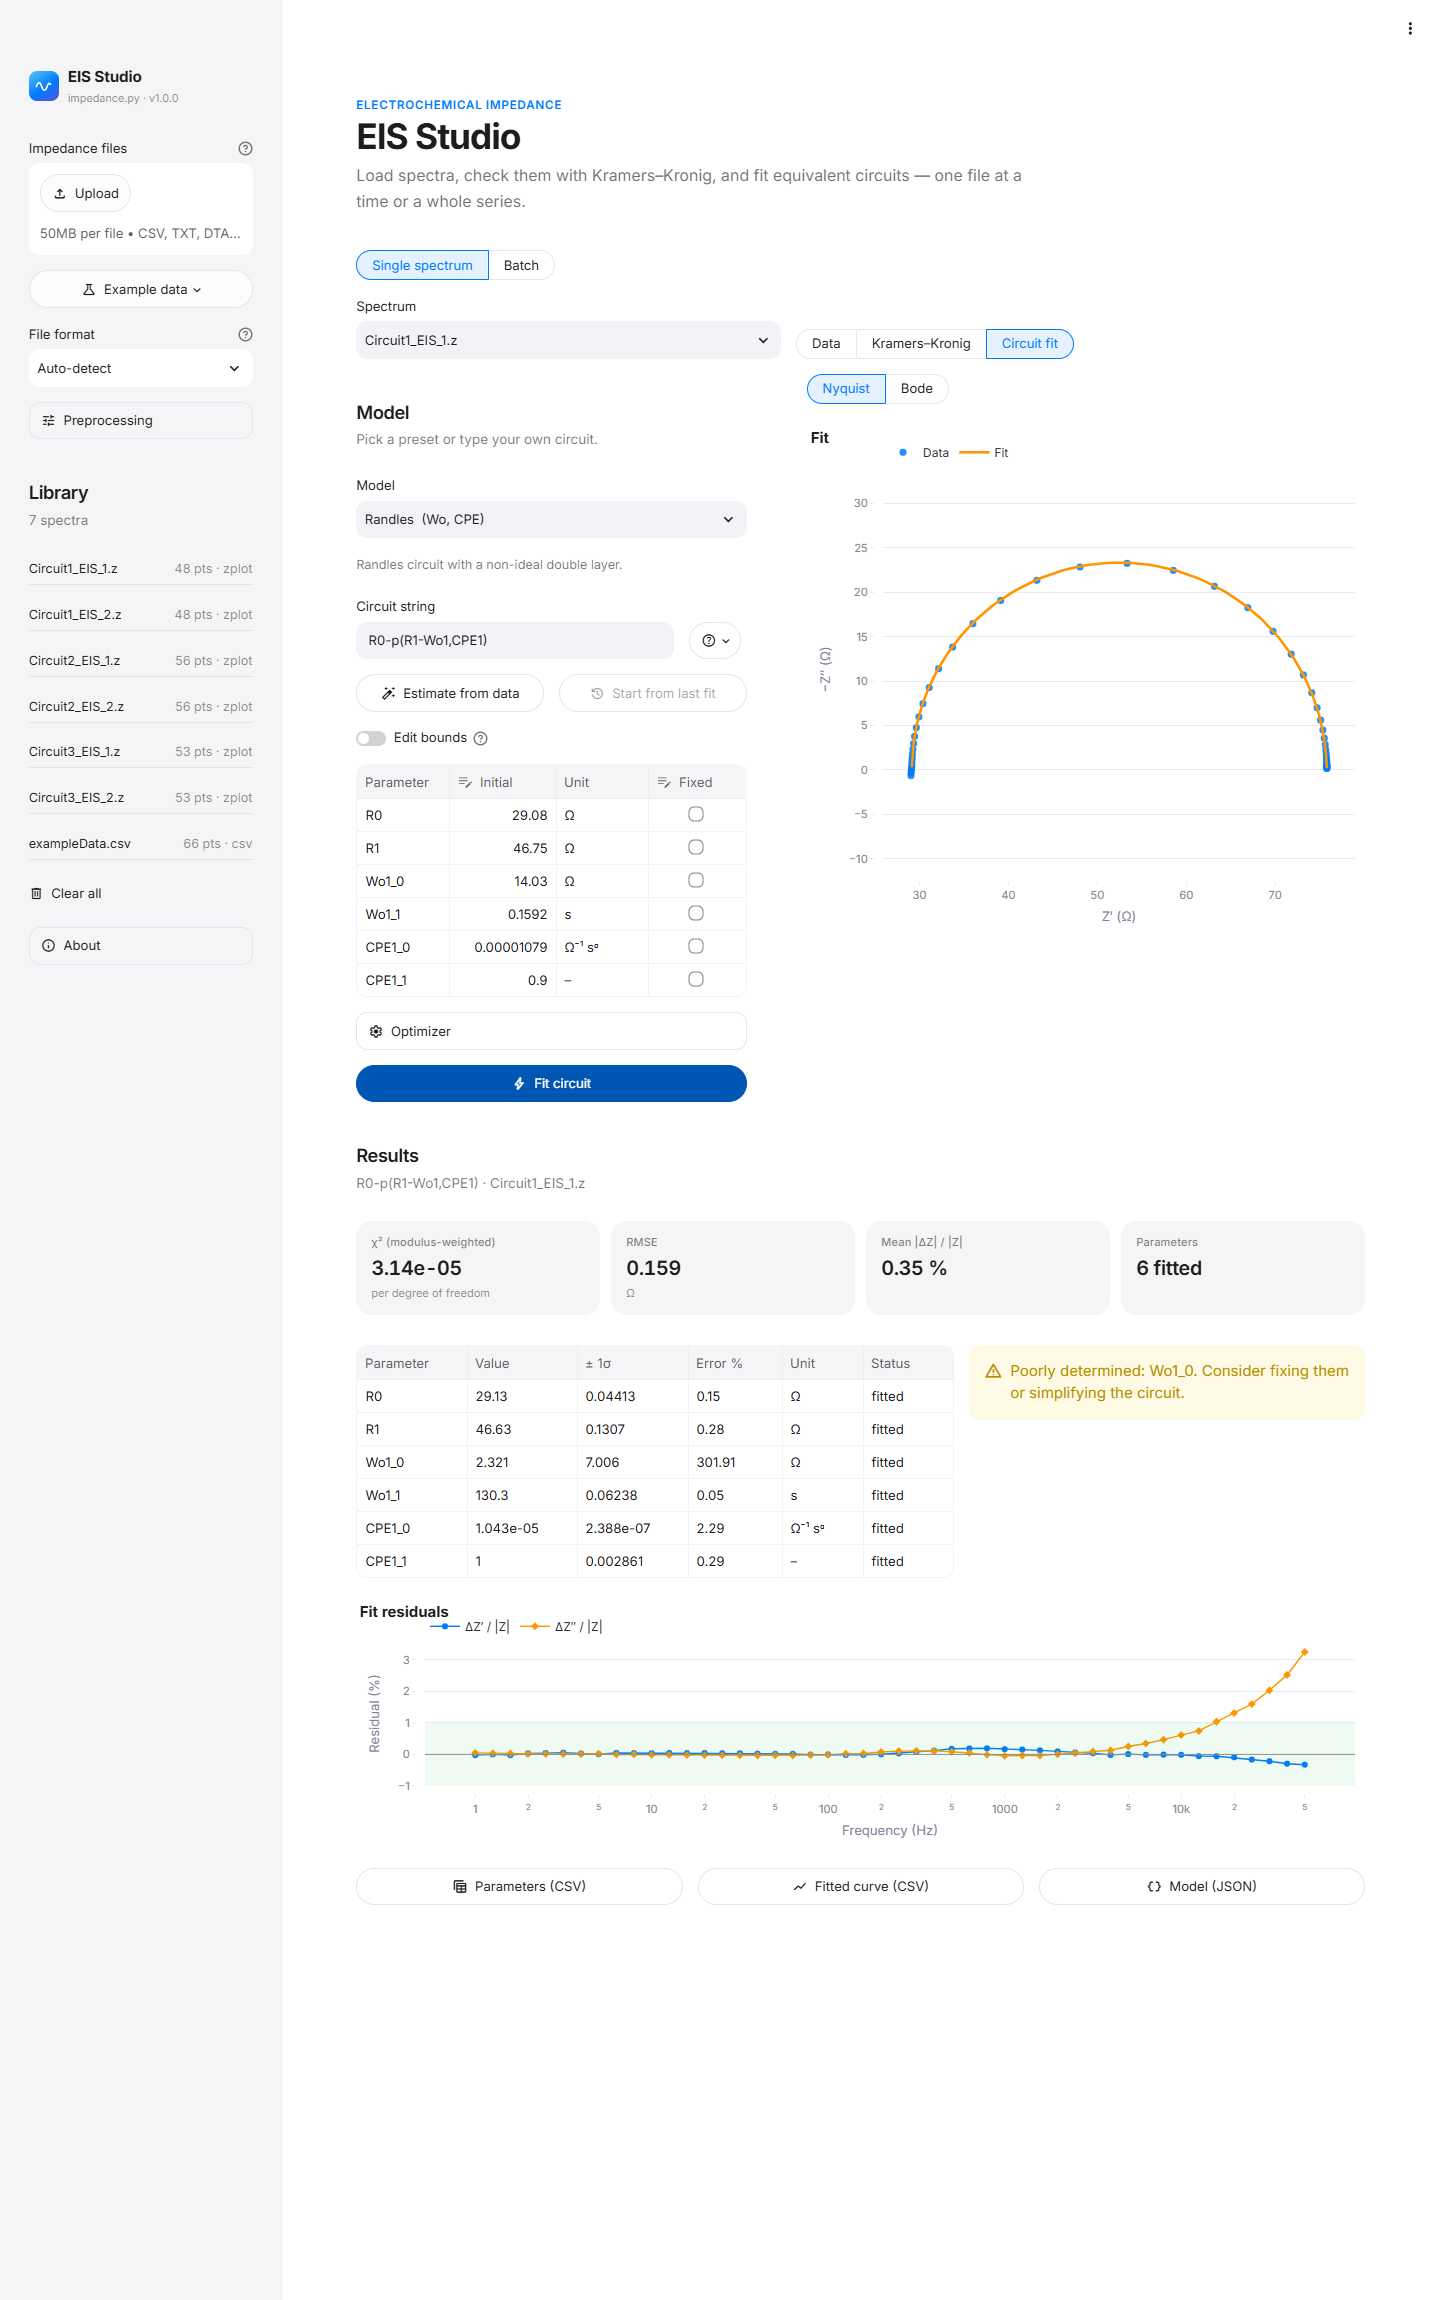 EIS Studio
impedance.py · v1.0.0
Impedance files
Upload
50MB per file • CSV, TXT, DTA...
Example data
File format
Auto-detect
Preprocessing
Library
7 spectra
Circuit1_EIS_1.z 48 pts · zplot
Circuit1_EIS_2.z 48 pts · zplot
Circuit2_EIS_1.z 56 pts · zplot
Circuit2_EIS_2.z 56 pts · zplot
Circuit3_EIS_1.z 53 pts · zplot
Circuit3_EIS_2.z 53 pts · zplot
exampleData.csv 66 pts · csv
Clear all
About
ELECTROCHEMICAL IMPEDANCE
EIS Studio
Load spectra, check them with Kramers–Kronig, and fit equivalent circuits — one file at a
time or a whole series.
Single spectrum Batch
Spectrum
Circuit1_EIS_1.z
Data Kramers–Kronig Circuit fit
Nyquist Bode
Model
Pick a preset or type your own circuit.
Model
Randles (Wo, CPE)
Randles circuit with a non-ideal double layer.
Circuit string
R0-p(R1-Wo1,CPE1)
Estimate from data Start from last fit
Edit bounds
Parameter Initial Unit Fixed
R0 29.08 Ω
R1 46.75 Ω
Wo1_0 14.03 Ω
Wo1_1 0.1592 s
CPE1_0 0.00001079 Ω⁻¹ sᵅ
CPE1_1 0.9 –
Optimizer
Fit circuit
Fit
Data Fit
30
25
20
15
10
5
0
−5
−10
−Z″ (Ω)
30 40 50 60 70
Z′ (Ω)
Results
R0-p(R1-Wo1,CPE1) · Circuit1_EIS_1.z
χ² (modulus-weighted)
3.14e-05
per degree of freedom
RMSE
0.159
Ω
Mean |ΔZ| / |Z|
0.35 %
Parameters
6 fitted
Parameter Value ± 1σ Error % Unit Status
R0 29.13 0.04413 0.15 Ω fitted
R1 46.63 0.1307 0.28 Ω fitted
Wo1_0 2.321 7.006 301.91 Ω fitted
Wo1_1 130.3 0.06238 0.05 s fitted
CPE1_0 1.043e-05 2.388e-07 2.29 Ω⁻¹ sᵅ fitted
CPE1_1 1 0.002861 0.29 – fitted
Poorly determined: Wo1_0. Consider fixing them
or simplifying the circuit.
Fit residuals
ΔZ′ / |Z| ΔZ″ / |Z|
3
2
1
0
−1
Residual (%)
1 2 5 10 2 5 100 2 5 1000 2 5 10k 2 5
Frequency (Hz)
Parameters (CSV) Fitted curve (CSV) Model (JSON)